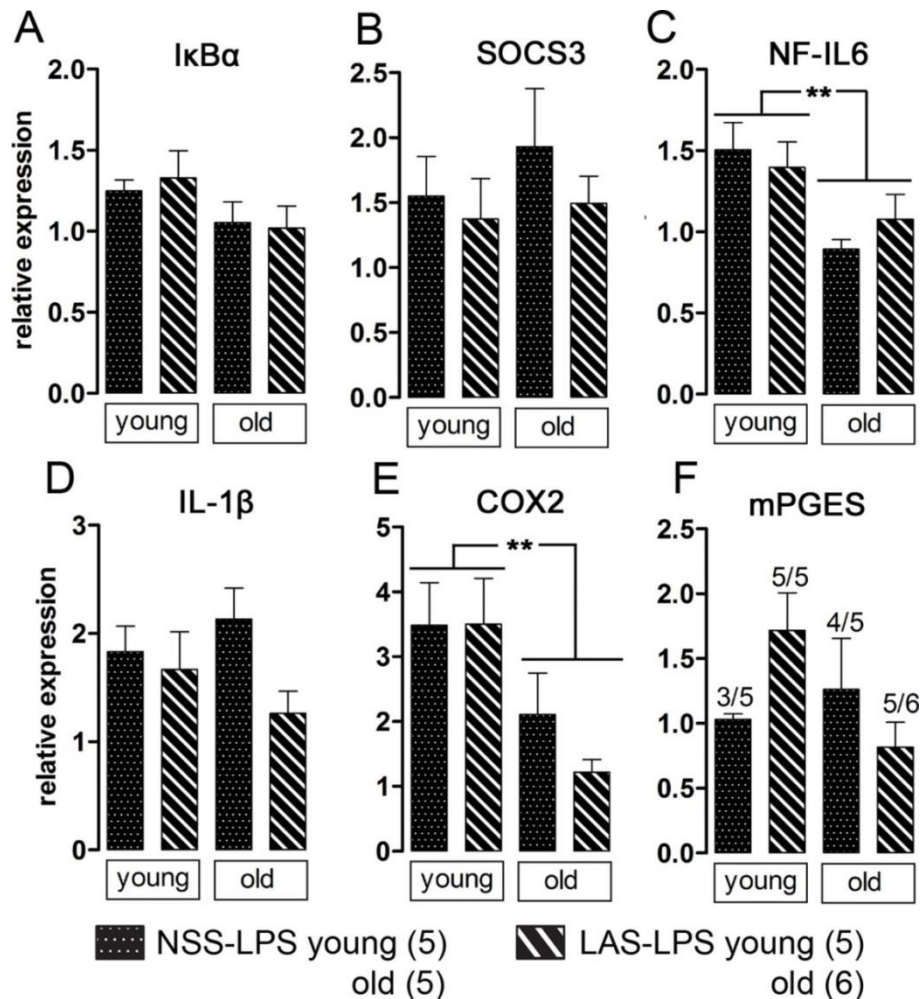 A
IκBα
relative expression
2.0
1.5
1.0
0.5
0.0
young old
B
SOCS3
2.5
2.0
1.5
1.0
0.5
0.0
young old
C
NF-IL6
**
2.0
1.5
1.0
0.5
0.0
young old
D
IL-1β
relative expression
3
2
1
0
young old
E
COX2
**
5
4
3
2
1
0
young old
F
mPGES
2.5
2.0
1.5
1.0
0.5
0.0
3/5 5/5 4/5 5/6
young old
NSS-LPS young (5) LAS-LPS young (5)
old (5) old (6)